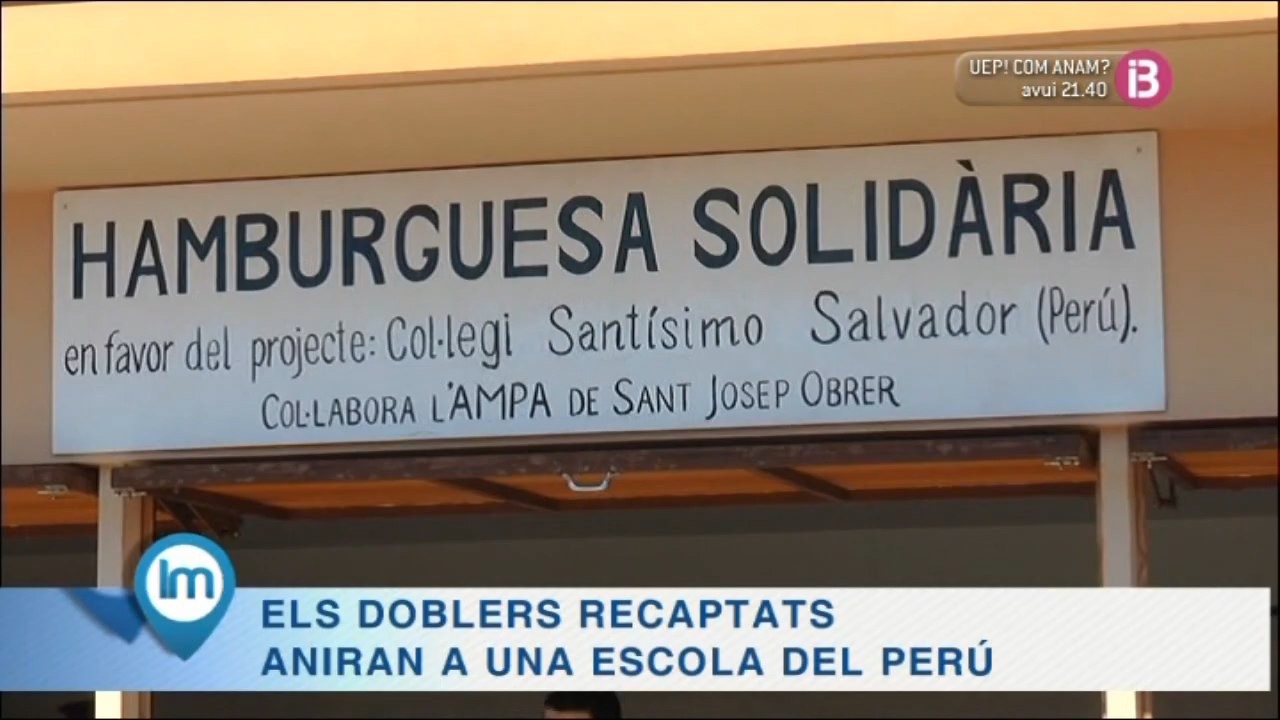 UEP! COM ANAM?
avui 21.40
iB3
HAMBURGUESA SOLIDÀRIA
en favor del projecte: Col·legi Santísimo Salvador (Perú).
COL·LABORA L'AMPA DE SANT JOSEP OBRER
lm
ELS DOBLERS RECAPTATS
ANIRAN A UNA ESCOLA DEL PERÚ